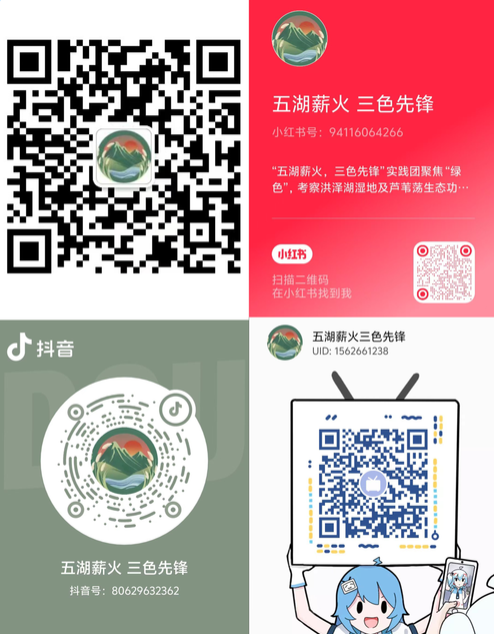 五湖薪火 三色先锋
小红书号：94116064266
“五湖薪火，三色先锋”实践团聚焦“绿
色”，考察洪泽湖湿地及芦苇荡生态功…
小红书
扫描二维码
在小红书找到我
抖音
DOU
五湖薪火 三色先锋
抖音号：80629632362
五湖薪火三色先锋
UID: 1562661238